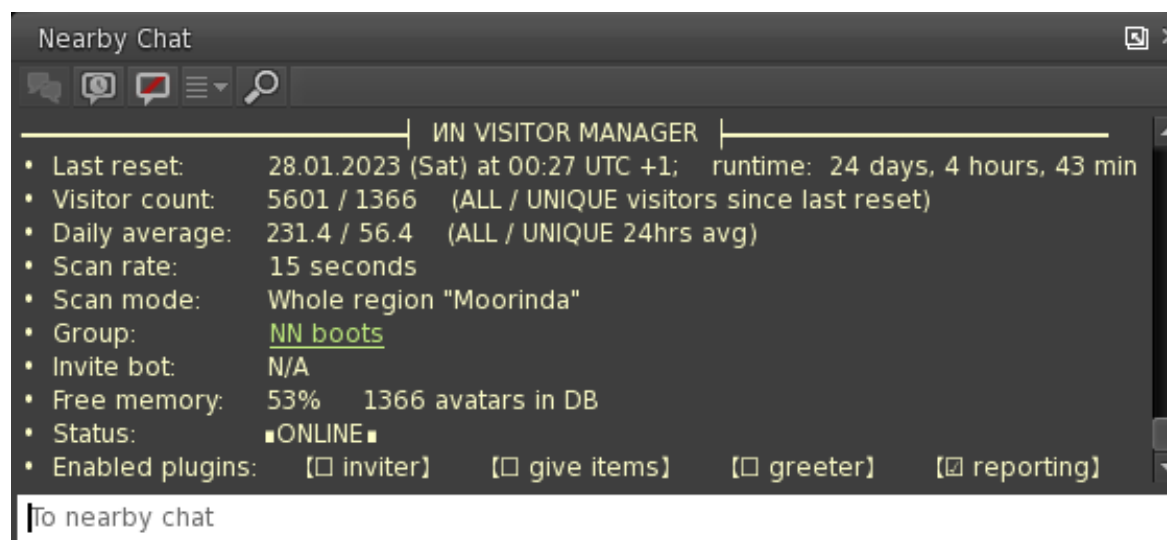 Nearby Chat
ИN VISITOR MANAGER
• Last reset: 28.01.2023 (Sat) at 00:27 UTC +1; runtime: 24 days, 4 hours, 43 min
• Visitor count: 5601 / 1366 (ALL / UNIQUE visitors since last reset)
• Daily average: 231.4 / 56.4 (ALL / UNIQUE 24hrs avg)
• Scan rate: 15 seconds
• Scan mode: Whole region "Moorinda"
• Group: NN boots
• Invite bot: N/A
• Free memory: 53% 1366 avatars in DB
• Status: ▪ONLINE▪
• Enabled plugins: 【☐ inviter】 【☐ give items】 【☐ greeter】 【☑ reporting】
To nearby chat